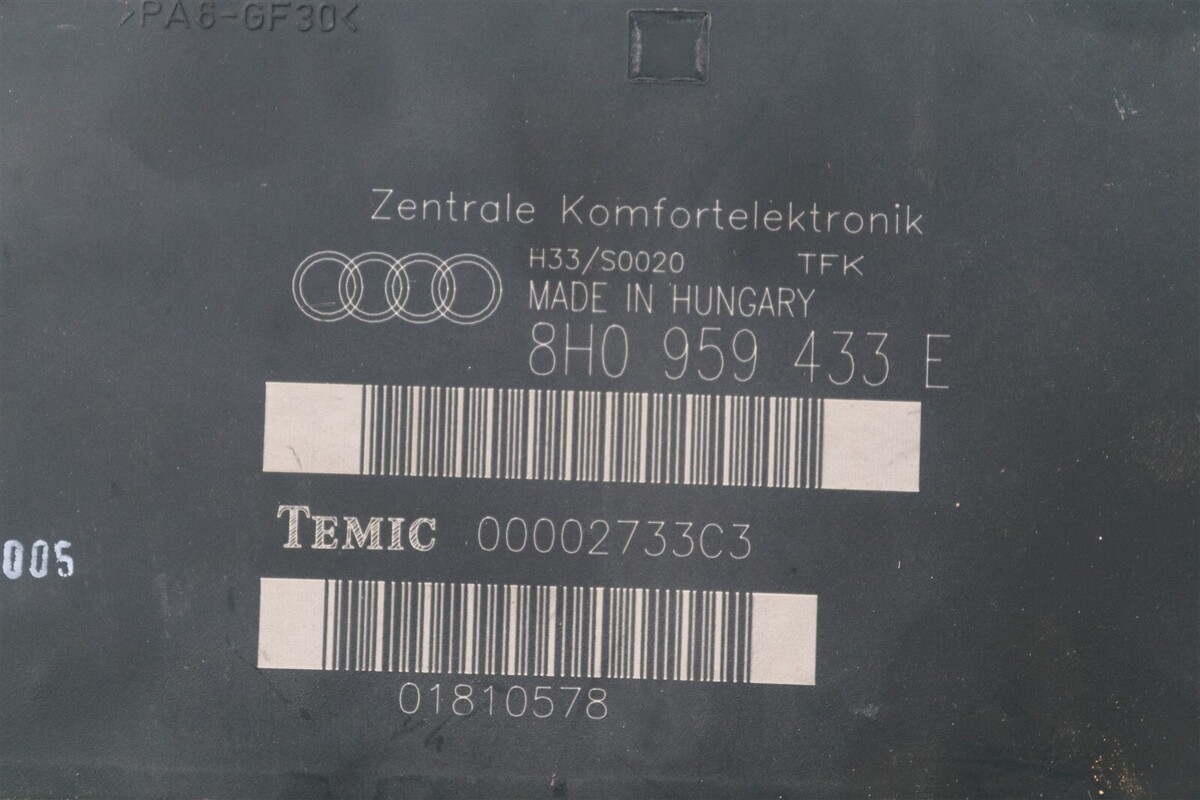 >PA6-GF30<
Zentrale Komfortelektronik
H33/S0020 TFK
MADE IN HUNGARY
8H0 959 433 E
TEMIC 00002733C3
005
01810578